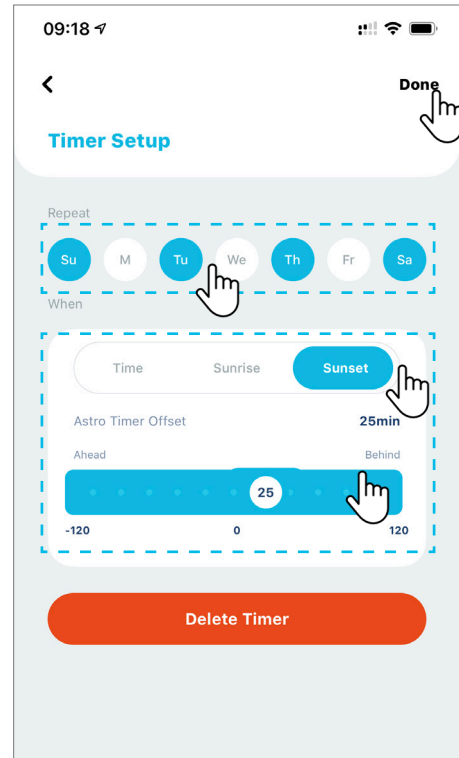 09:18
Done
Timer Setup
Repeat
Su M Tu We Th Fr Sa
When
Time Sunrise Sunset
Astro Timer Offset 25min
Ahead Behind
25
-120 0 120
Delete Timer